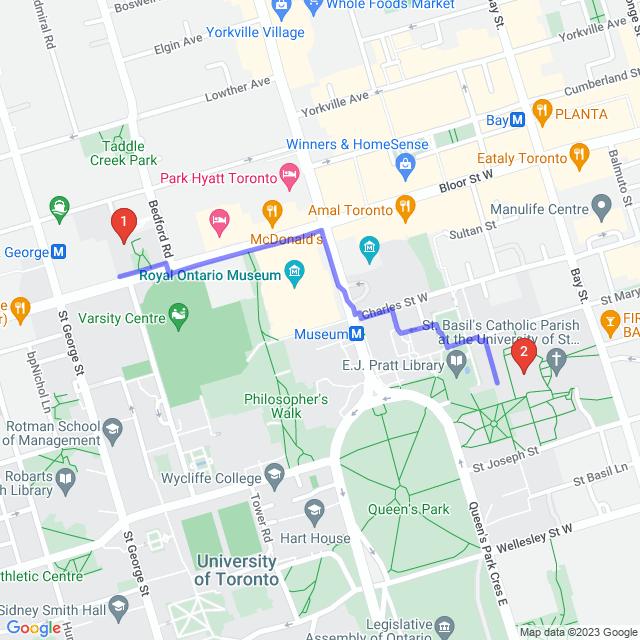 Boswell
Admiral Rd
Whole Foods Market
Yorkville Village
Elgin Ave
Bay St.
Yorkville Ave
Lowther Ave
Yorkville Ave
Cumberland St
PLANTA
Bay M
Taddle
Creek Park
Winners & HomeSense
Eataly Toronto
Park Hyatt Toronto
Bloor St W
Balmuto St
Bedford Rd
Amal Toronto
Manulife Centre
1
McDonald's
Sultan St
George M
Royal Ontario Museum
Bay St.
St Mary
Charles St W
Varsity Centre
St George St
Museum M
St. Basil's Catholic Parish
at the University of St...
FIR
BA
2
E.J. Pratt Library
bpNichol Ln
Philosopher's
Walk
Rotman School
of Management
St Joseph St
Robarts
h Library
Wycliffe College
St Basil Ln
Tower Rd
Queen's Park
Hart House
Queen's Park Cres E
Wellesley St W
St George St
University
of Toronto
thletic Centre
Sidney Smith Hall
Legislative
Assembly of Ontario
Google
Map data ©2023 Google